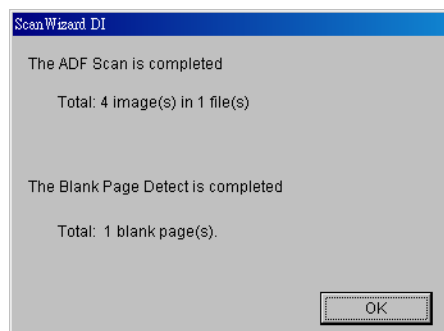 ScanWizard DI
The ADF Scan is completed
Total: 4 image(s) in 1 file(s)
The Blank Page Detect is completed
Total: 1 blank page(s).
OK